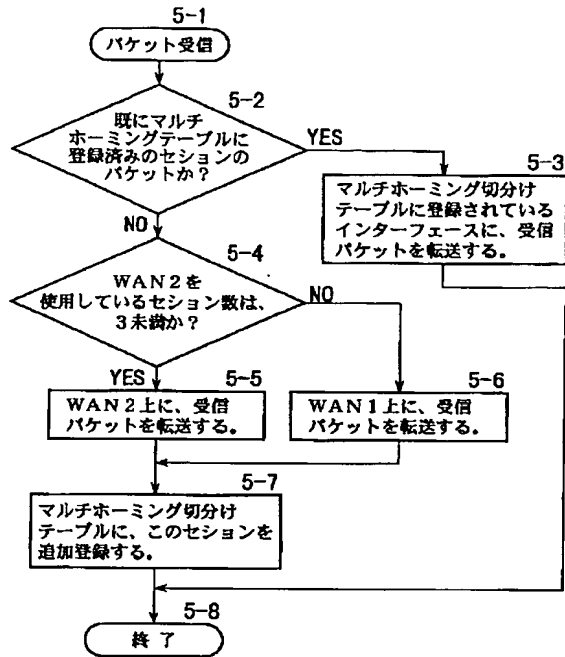 5-1
パケット受信
5-2
既にマルチ
ホーミングテーブルに
登録済みのセションの
パケットか?
YES
NO
5-3
マルチホーミング切分け
テーブルに登録されている
インターフェースに、受信
パケットを転送する。
5-4
WAN2を
使用しているセション数は、
3未満か?
NO
YES
5-5
WAN2上に、受信
パケットを転送する。
5-6
WAN1上に、受信
パケットを転送する。
5-7
マルチホーミング切分け
テーブルに、このセションを
追加登録する。
5-8
終了